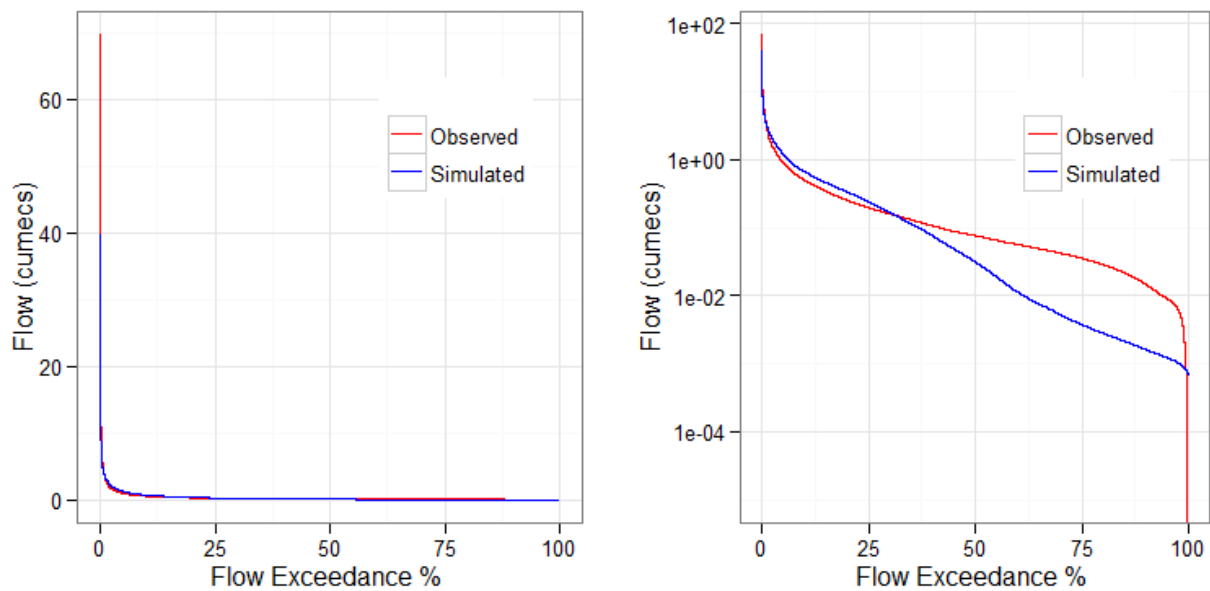 Flow (cumecs)
60
40
20
0
Observed
Simulated
0
25
50
75
100
Flow Exceedance %
Flow (cumecs)
1e+02
1e+00
1e-02
1e-04
Observed
Simulated
0
25
50
75
100
Flow Exceedance %